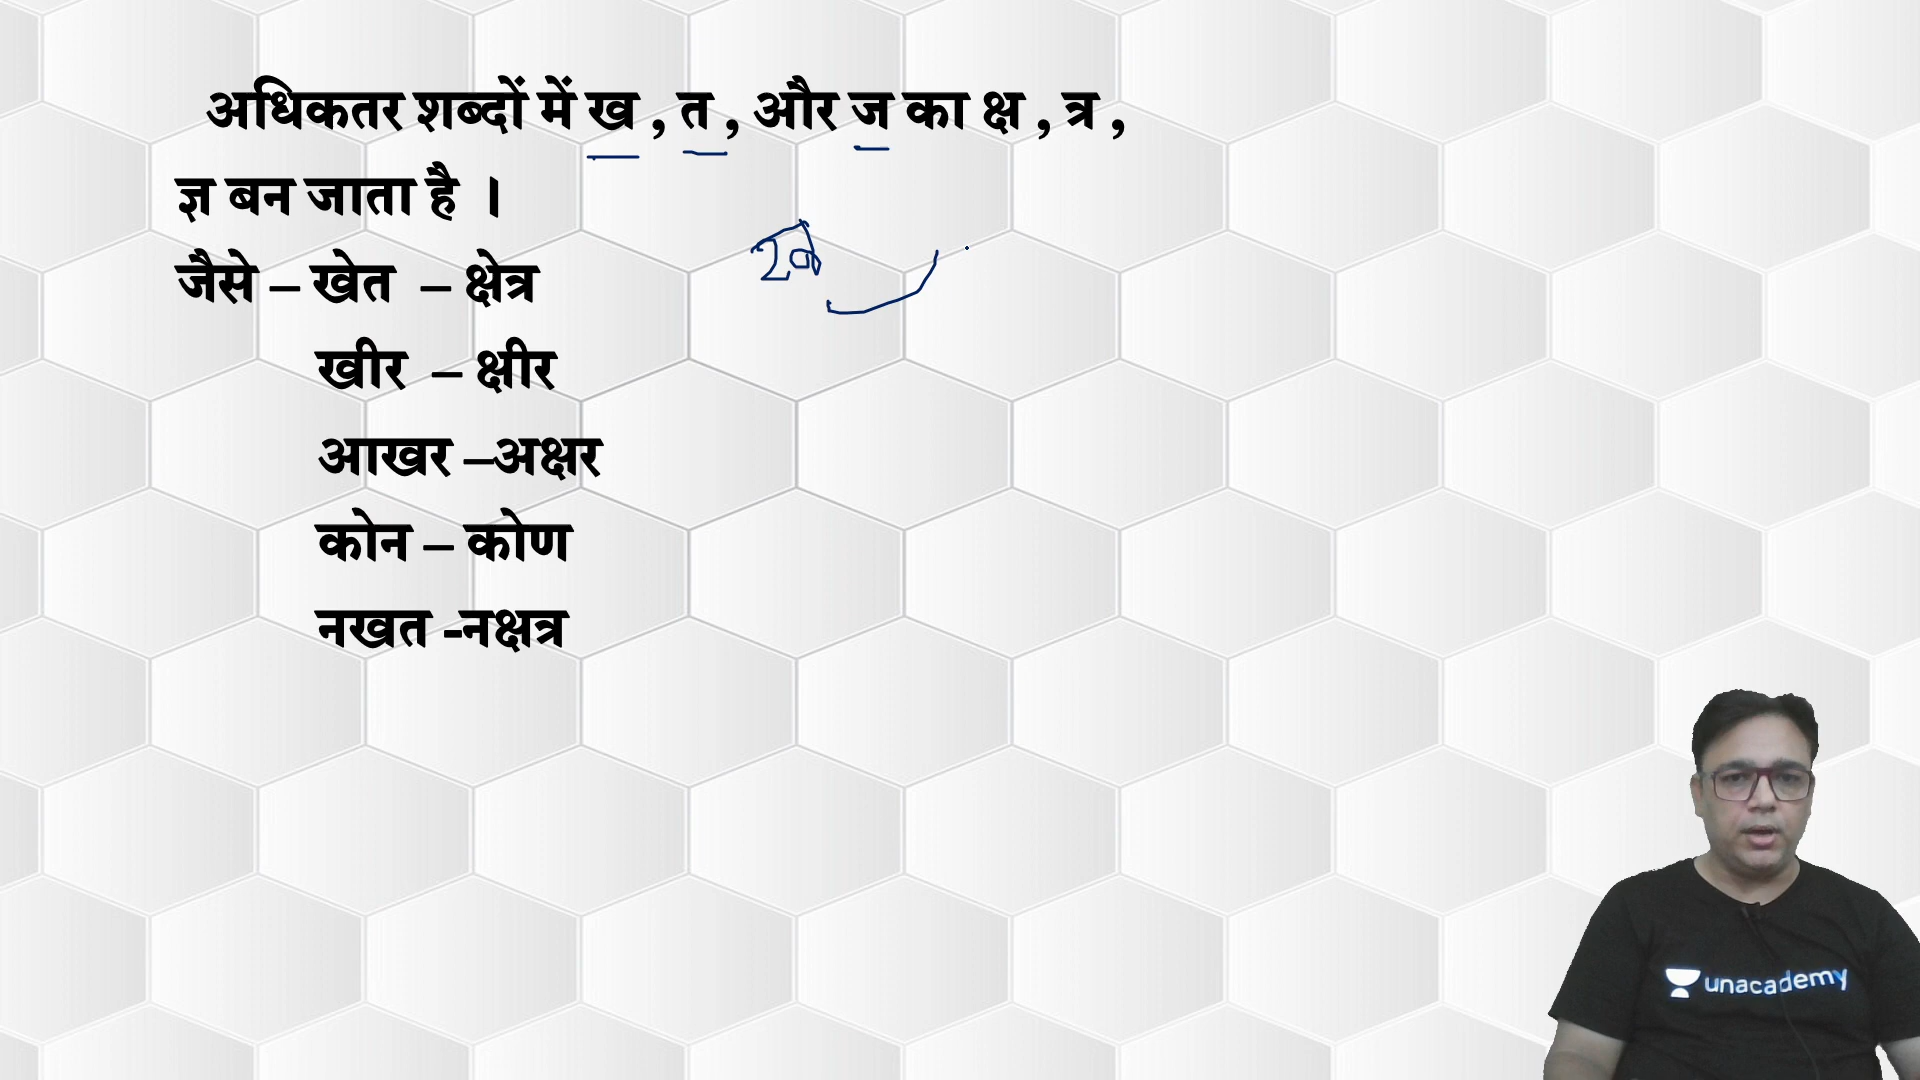 अधिकतर शब्दों में ख , त , और ज का क्ष , त्र ,
ज्ञ बन जाता है ।
जैसे – खेत – क्षेत्र
खीर – क्षीर
आखर –अक्षर
कोन – कोण
नखत -नक्षत्र
unacademy